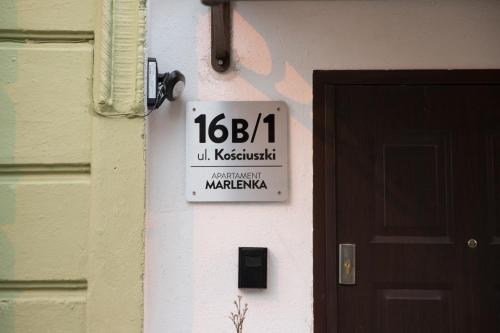 16B/1
ul. Kościuszki
APARTAMENT
MARLENKA